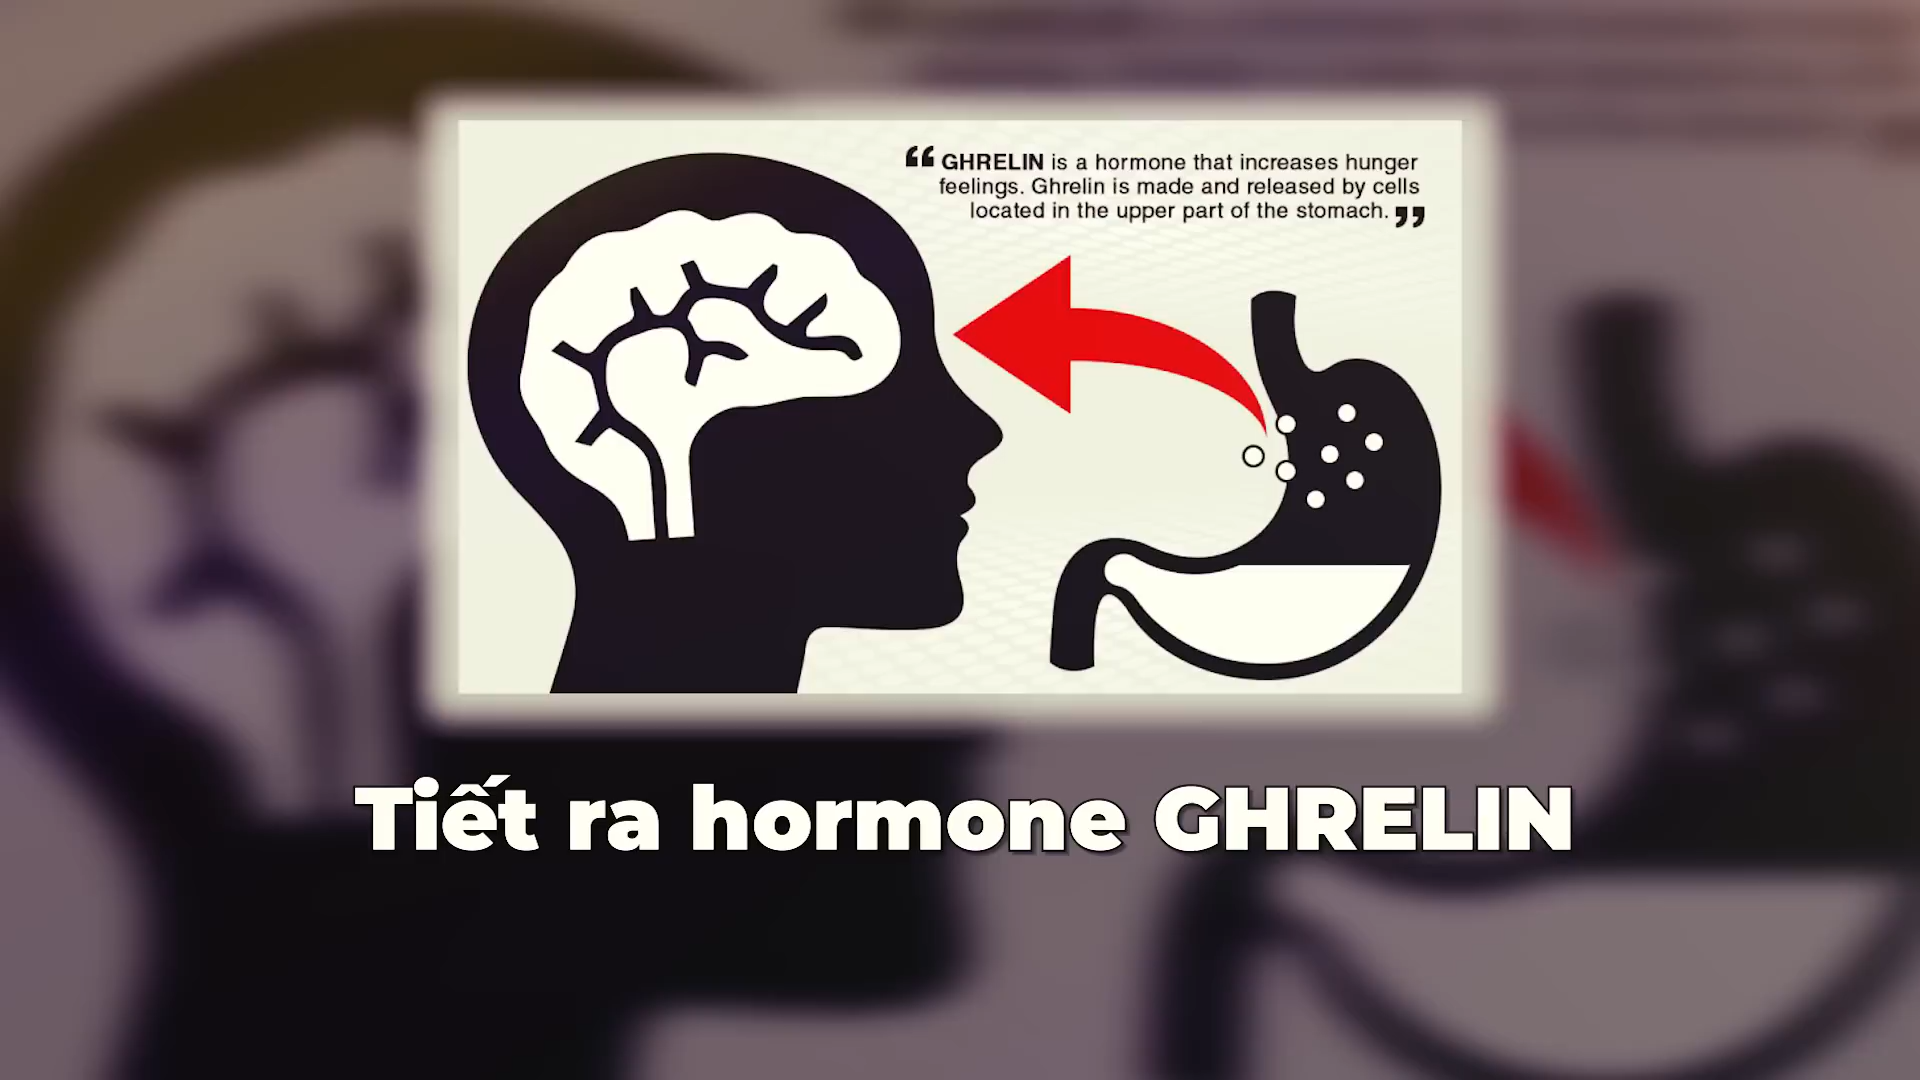 “GHRELIN is a hormone that increases hunger
feelings. Ghrelin is made and released by cells
located in the upper part of the stomach.”
Tiết ra hormone GHRELIN